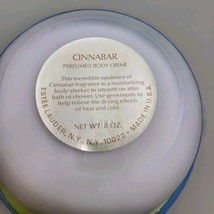 CINNABAR
PERFUMED BODY CREME
This incredible opulence of
Cinnabar fragrance in a moisturizing
body-sleeker to smooth on after
bath or shower. Use generously to
help relieve the drying effects
of heat and cold.
WT. 8 OZ.
ESTEE LAUDER, N.Y., N.Y. 10022 • MADE IN U.S.A.